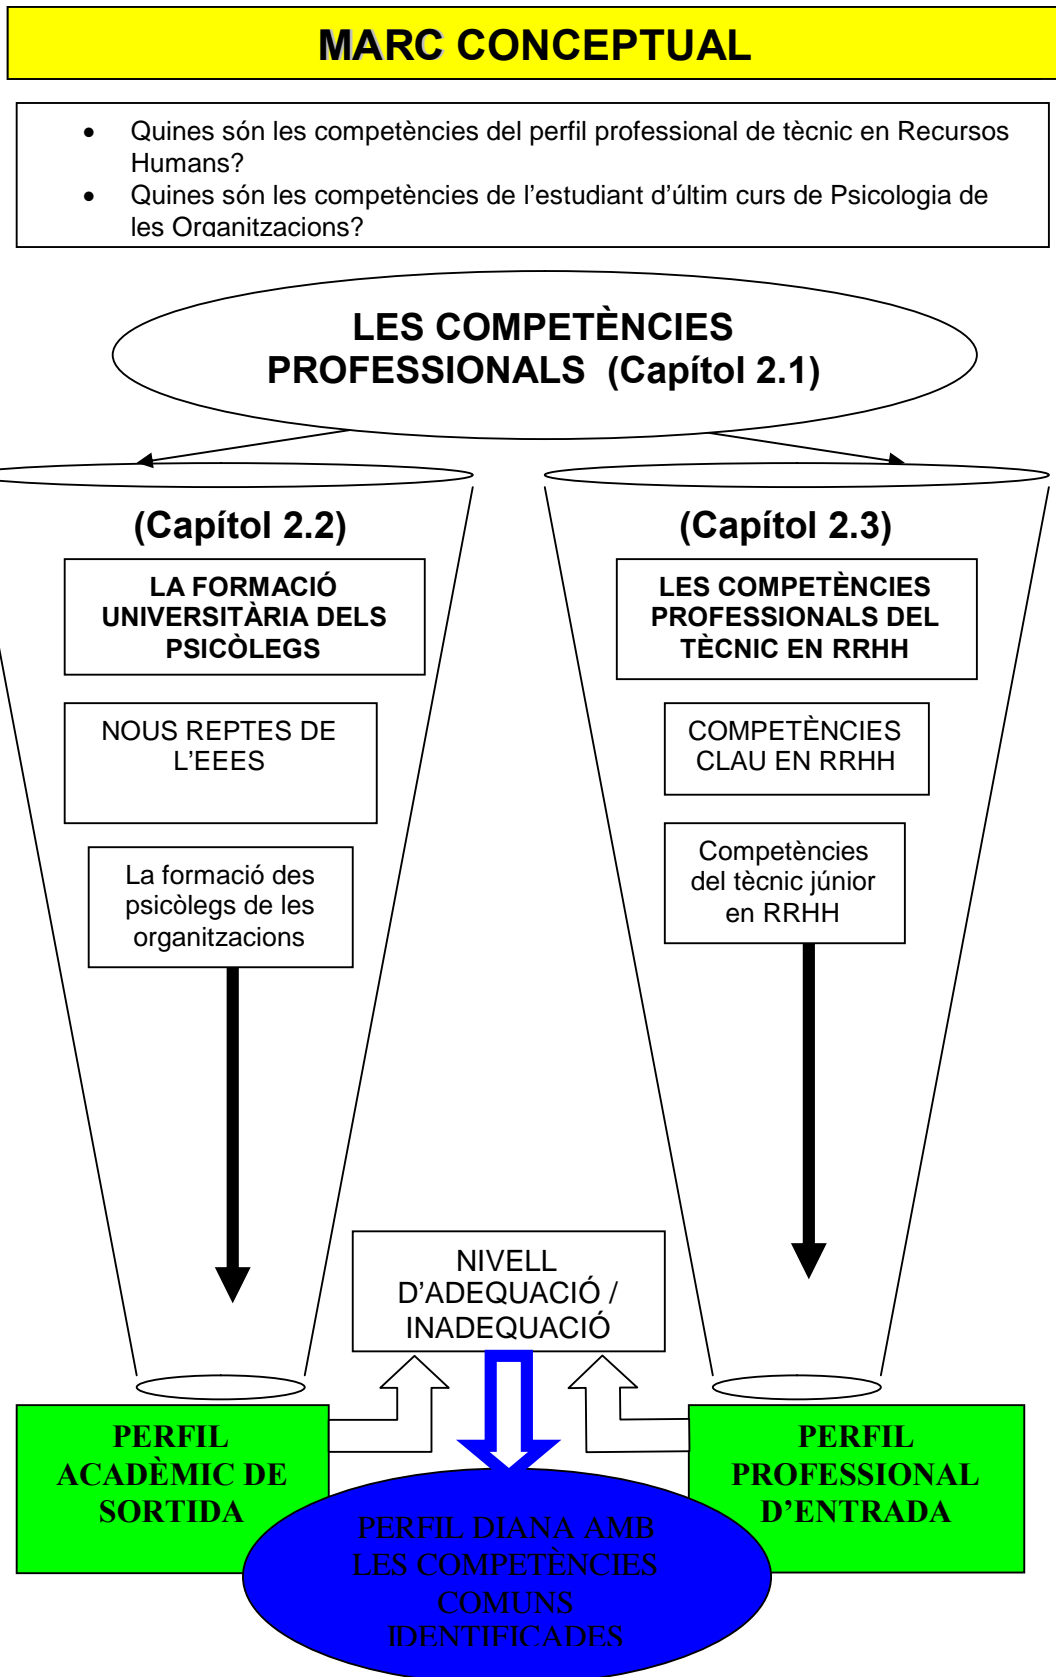 MARC CONCEPTUAL
• Quines són les competències del perfil professional de tècnic en Recursos
Humans?
• Quines són les competències de l’estudiant d’últim curs de Psicologia de
les Organitzacions?
LES COMPETÈNCIES
PROFESSIONALS (Capítol 2.1)
(Capítol 2.2)
LA FORMACIÓ
UNIVERSITÀRIA DELS
PSICÒLEGS
NOUS REPTES DE
L’EEES
La formació des
psicòlegs de les
organitzacions
(Capítol 2.3)
LES COMPETÈNCIES
PROFESSIONALS DEL
TÈCNIC EN RRHH
COMPETÈNCIES
CLAU EN RRHH
Competències
del tècnic júnior
en RRHH
NIVELL
D’ADEQUACIÓ /
INADEQUACIÓ
PERFIL
ACADÈMIC DE
SORTIDA
PERFIL
PROFESSIONAL
D’ENTRADA
PERFIL DIANA AMB
LES COMPETÈNCIES
COMUNS
IDENTIFICADES